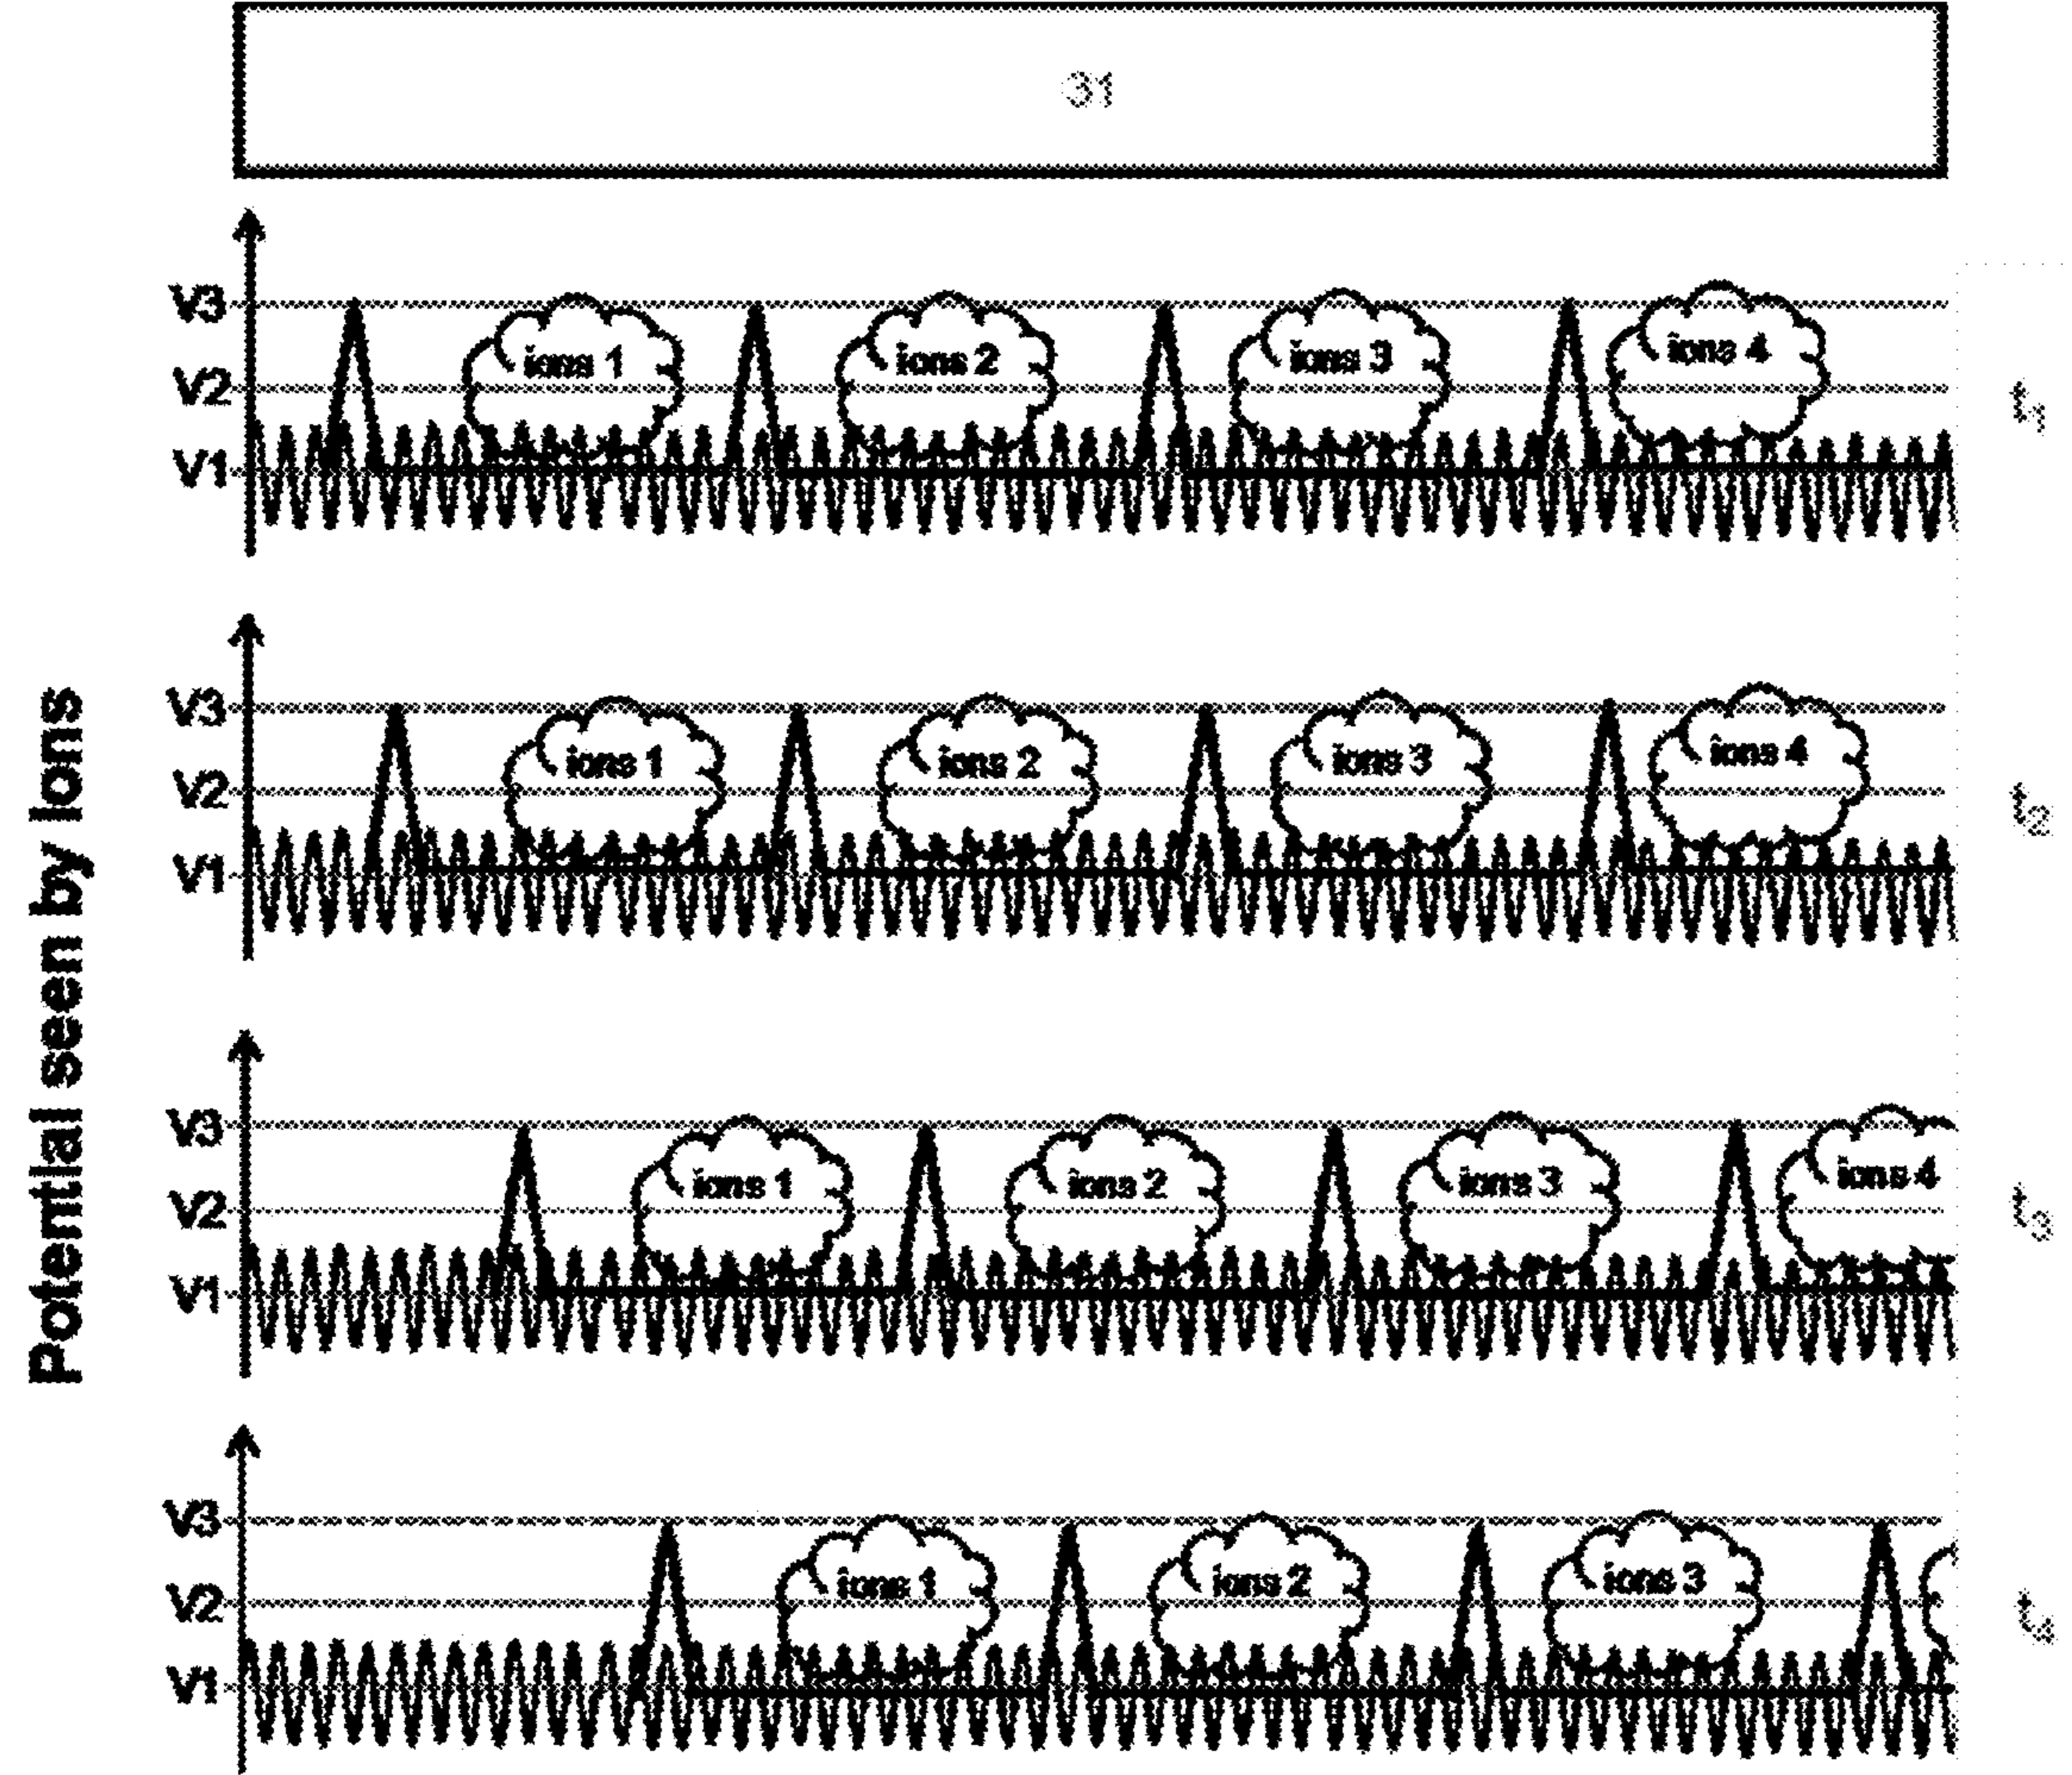 31
V3
ions 1 ions 2 ions 3 ions 4
V2
t1
V1
Potential seen by Ions
V3
ions 1 ions 2 ions 3 ions 4
V2
t2
V1
V3
ions 1 ions 2 ions 3 ions 4
V2
t3
V1
V3
ions 1 ions 2 ions 3
V2
t4
V1